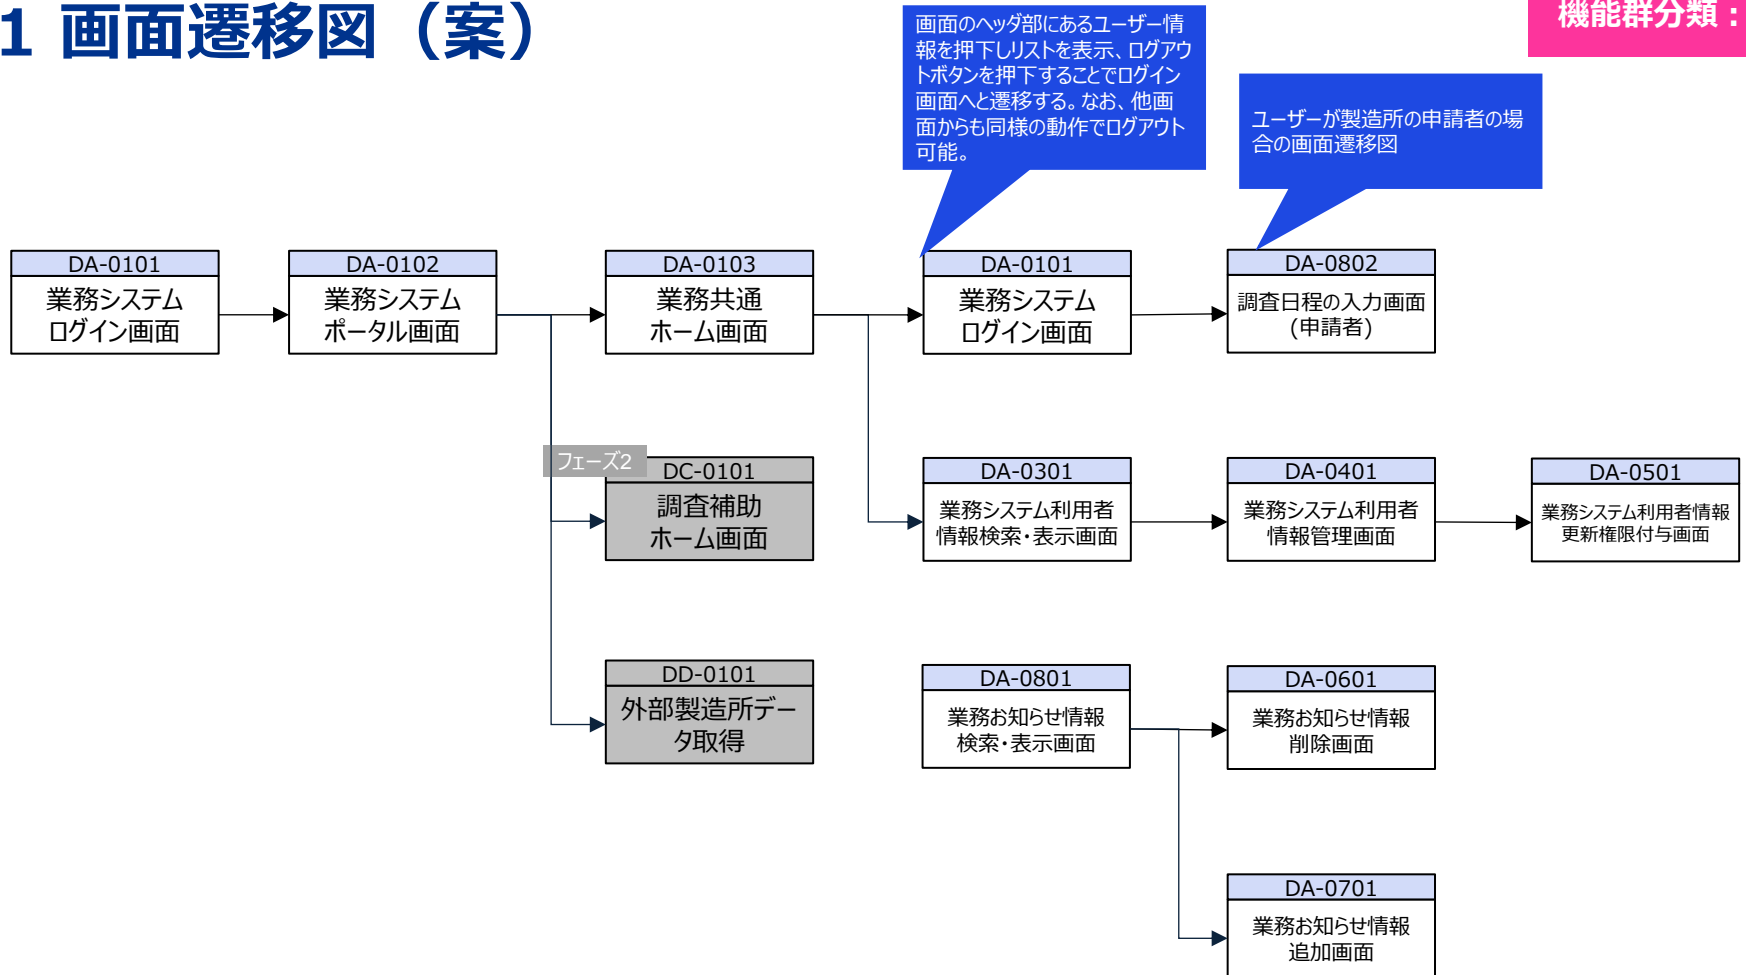 1 画面遷移図（案）
機能群分類：
画面のヘッダ部にあるユーザー情
報を押下しリストを表示、ログアウ
トボタンを押下することでログイン
画面へと遷移する。なお、他画
面からも同様の動作でログアウト
可能。
ユーザーが製造所の申請者の場
合の画面遷移図
DA-0101
業務システム
ログイン画面
DA-0102
業務システム
ポータル画面
DA-0103
業務共通
ホーム画面
DA-0101
業務システム
ログイン画面
DA-0802
調査日程の入力画面
(申請者)
フェーズ2
DC-0101
調査補助
ホーム画面
DA-0301
業務システム利用者
情報検索・表示画面
DA-0401
業務システム利用者
情報管理画面
DA-0501
業務システム利用者情報
更新権限付与画面
DD-0101
外部製造所デー
タ取得
DA-0801
業務お知らせ情報
検索・表示画面
DA-0601
業務お知らせ情報
削除画面
DA-0701
業務お知らせ情報
追加画面